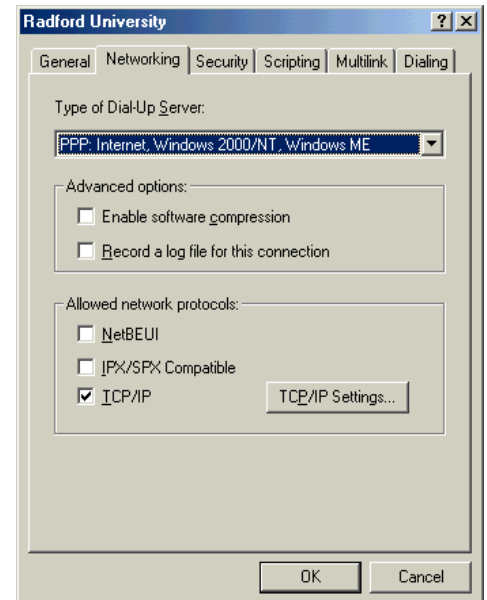 Radford University
General Networking Security Scripting Multilink Dialing
Type of Dial-Up Server:
PPP: Internet, Windows 2000/NT, Windows ME
Advanced options:
Enable software compression
Record a log file for this connection
Allowed network protocols:
NetBEUI
IPX/SPX Compatible
TCP/IP TCP/IP Settings...
OK Cancel